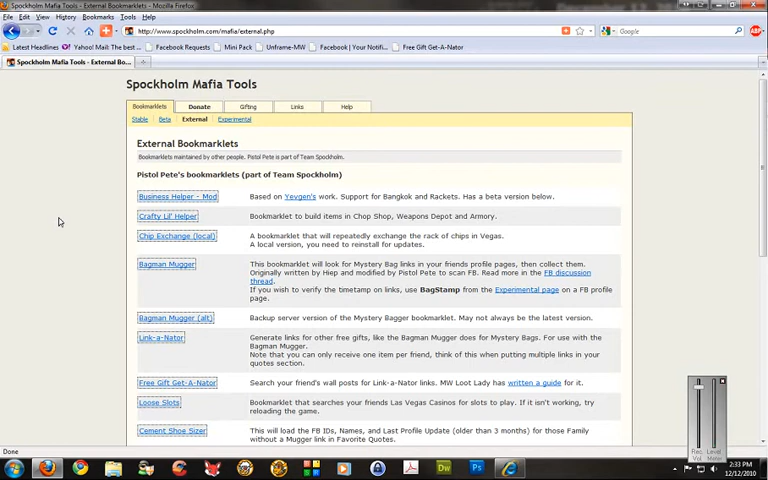 Spockholm Mafia Tools - External Bookmarklets - Mozilla Firefox
File Edit View History Bookmarks Tools Help
http://www.spockholm.com/mafia/external.php
Google
Latest Headlines Yahoo! Mail: The best ... Facebook Requests Mini Pack Unframe-MW Facebook | Your Notifi... Free Gift Get-A-Nator
Spockholm Mafia Tools - External Bo...
Spockholm Mafia Tools
Bookmarklets Donate Gifting Links Help
Stable Beta External Experimental
External Bookmarklets
Bookmarklets maintained by other people. Pistol Pete is part of Team Spockholm.
Pistol Pete's bookmarklets (part of Team Spockholm)
Business Helper - Mod Based on Yevgen's work. Support for Bangkok and Rackets. Has a beta version below.
Crafty Lil' Helper Bookmarklet to build items in Chop Shop, Weapons Depot and Armory.
Chip Exchange (local) A bookmarklet that will repeatedly exchange the rack of chips in Vegas.
A local version, you need to reinstall for updates.
Bagman Mugger This bookmarklet will look for Mystery Bag links in your friends profile pages, then collect them.
Originally written by Hiep and modified by Pistol Pete to scan FB. Read more in the FB discussion
thread.
If you wish to verify the timetamp on links, use BagStamp from the Experimental page on a FB profile
page.
Bagman Mugger (alt) Backup server version of the Mystery Bagger bookmarklet. May not always be the latest version.
Link-a-Nator Generate links for other free gifts, like the Bagman Mugger does for Mystery Bags. For use with the
Bagman Mugger.
Note that you can only receive one item per friend, think of this when putting multiple links in your
quotes section.
Free Gift Get-A-Nator Search your friend's wall posts for Link-a-Nator links. MW Loot Lady has written a guide for it.
Loose Slots Bookmarklet that searches your friends Las Vegas Casinos for slots to play. If it isn't working, try
reloading the game.
Cement Shoe Sizer This will load the FB IDs, Names, and Last Profile Update (older than 3 months) for those Family
without a Mugger link in Favorite Quotes.
Rec. Level
Vol Meter
Done
ABP
Dw
Ps
2:33 PM
12/12/2010